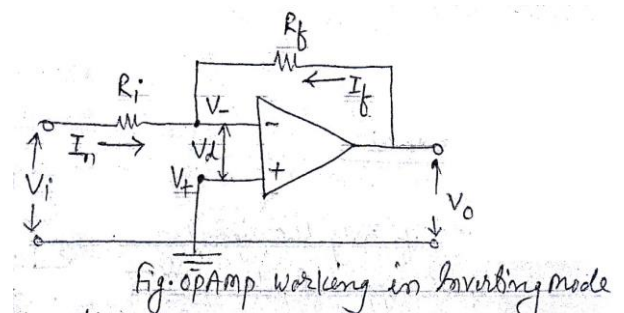 Rf
If
Ri
V-
-
In
Vd
Vi
V+
+
Vo
Fig. OPAmp Working in Inverting mode